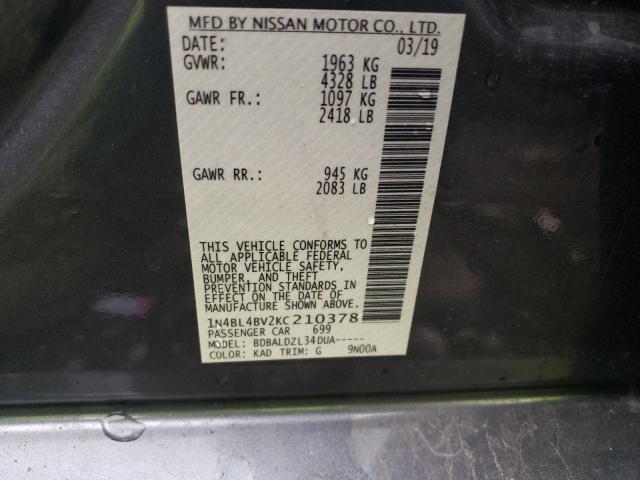 MFD BY NISSAN MOTOR CO., LTD.
DATE: 03/19
GVWR: 1963 KG
4328 LB
GAWR FR.: 1097 KG
2418 LB
GAWR RR.: 945 KG
2083 LB
THIS VEHICLE CONFORMS TO
ALL APPLICABLE FEDERAL
MOTOR VEHICLE SAFETY,
BUMPER, AND THEFT
PREVENTION STANDARDS IN
EFFECT ON THE DATE OF
MANUFACTURE SHOWN ABOVE.
1N4BL4BV2KC210378
PASSENGER CAR 699
MODEL: BDBALDZL34DUA-----
COLOR: KAD TRIM: G 9N00A